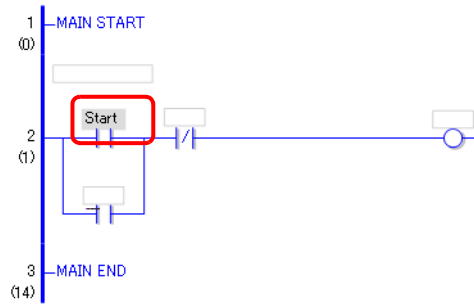 1 MAIN START
(0)
Start
2
(1)
3 MAIN END
(14)